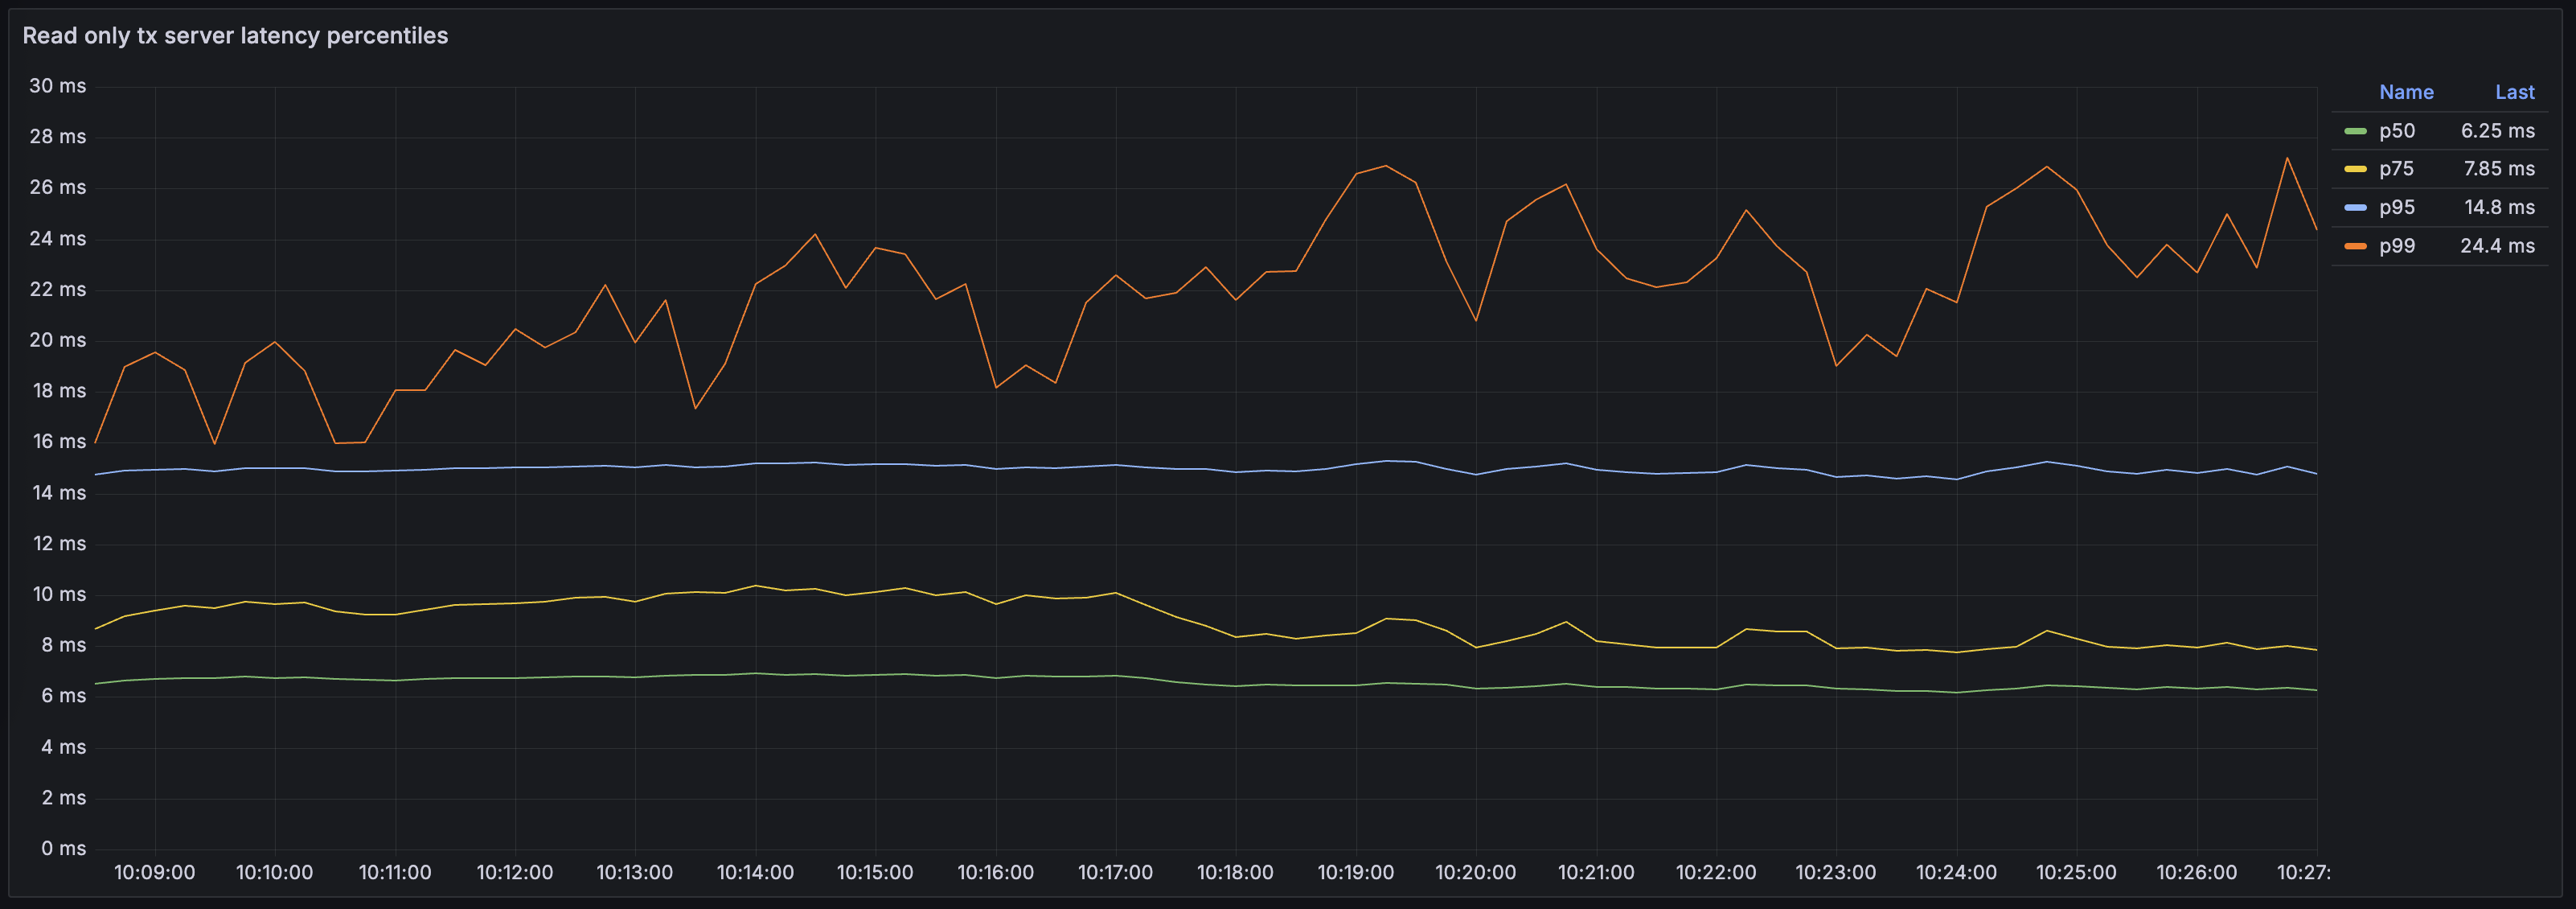 Read only tx server latency percentiles
30 ms
28 ms
26 ms
24 ms
22 ms
20 ms
18 ms
16 ms
14 ms
12 ms
10 ms
8 ms
6 ms
4 ms
2 ms
0 ms
10:09:00 10:10:00 10:11:00 10:12:00 10:13:00 10:14:00 10:15:00 10:16:00 10:17:00 10:18:00 10:19:00 10:20:00 10:21:00 10:22:00 10:23:00 10:24:00 10:25:00 10:26:00 10:27:
Name Last
p50 6.25 ms
p75 7.85 ms
p95 14.8 ms
p99 24.4 ms